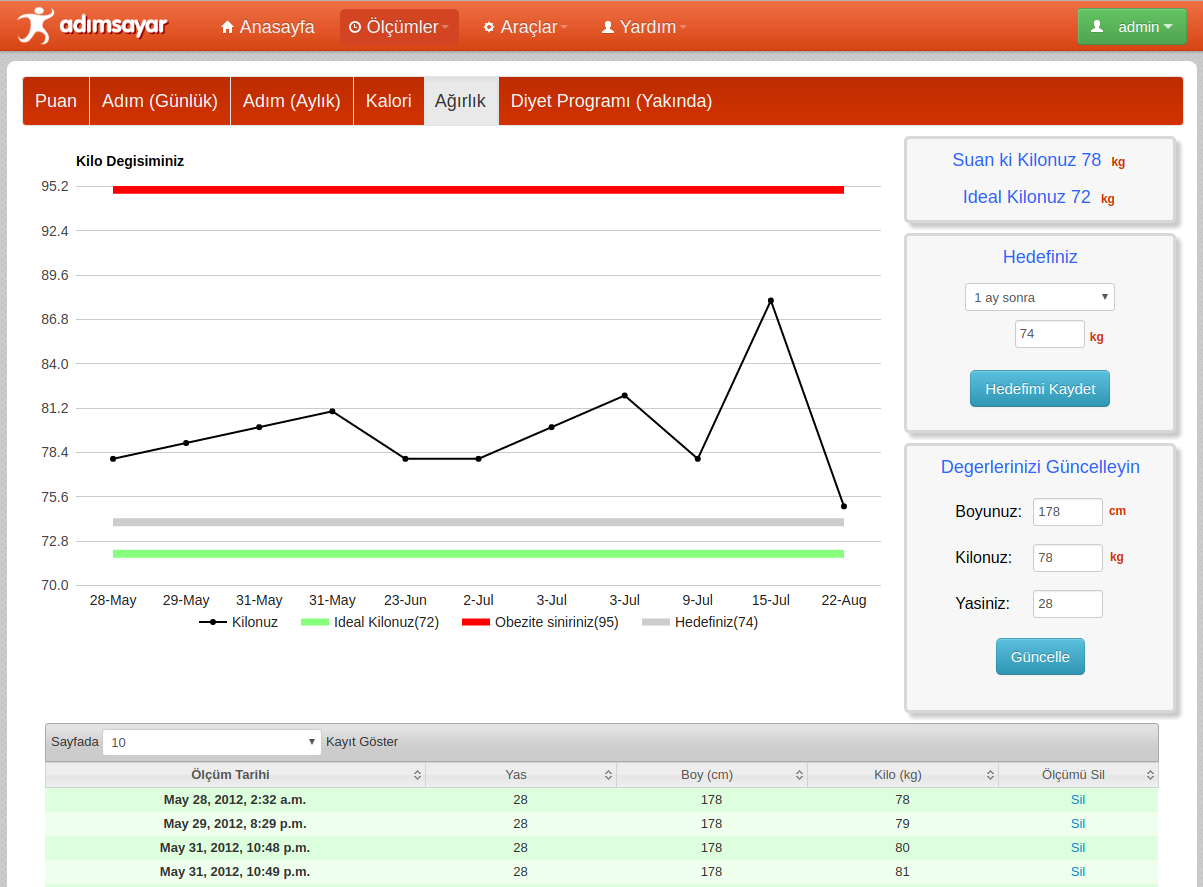 adımsayar Anasayfa Ölçümler Araçlar Yardım admin
Puan Adım (Günlük) Adım (Aylık) Kalori Ağırlık Diyet Programı (Yakında)
Kilo Degisiminiz
95.2
92.4
89.6
86.8
84.0
81.2
78.4
75.6
72.8
70.0
28-May 29-May 31-May 31-May 23-Jun 2-Jul 3-Jul 3-Jul 9-Jul 15-Jul 22-Aug
Kilonuz Ideal Kilonuz(72) Obezite siniriniz(95) Hedefiniz(74)
Suan ki Kilonuz 78 kg
Ideal Kilonuz 72 kg
Hedefiniz
1 ay sonra
74 kg
Hedefimi Kaydet
Degerlerinizi Güncelleyin
Boyunuz: 178 cm
Kilonuz: 78 kg
Yasiniz: 28
Güncelle
Sayfada 10 Kayıt Göster
Ölçüm Tarihi Yas Boy (cm) Kilo (kg) Ölçümü Sil
May 28, 2012, 2:32 a.m. 28 178 78 Sil
May 29, 2012, 8:29 p.m. 28 178 79 Sil
May 31, 2012, 10:48 p.m. 28 178 80 Sil
May 31, 2012, 10:49 p.m. 28 178 81 Sil